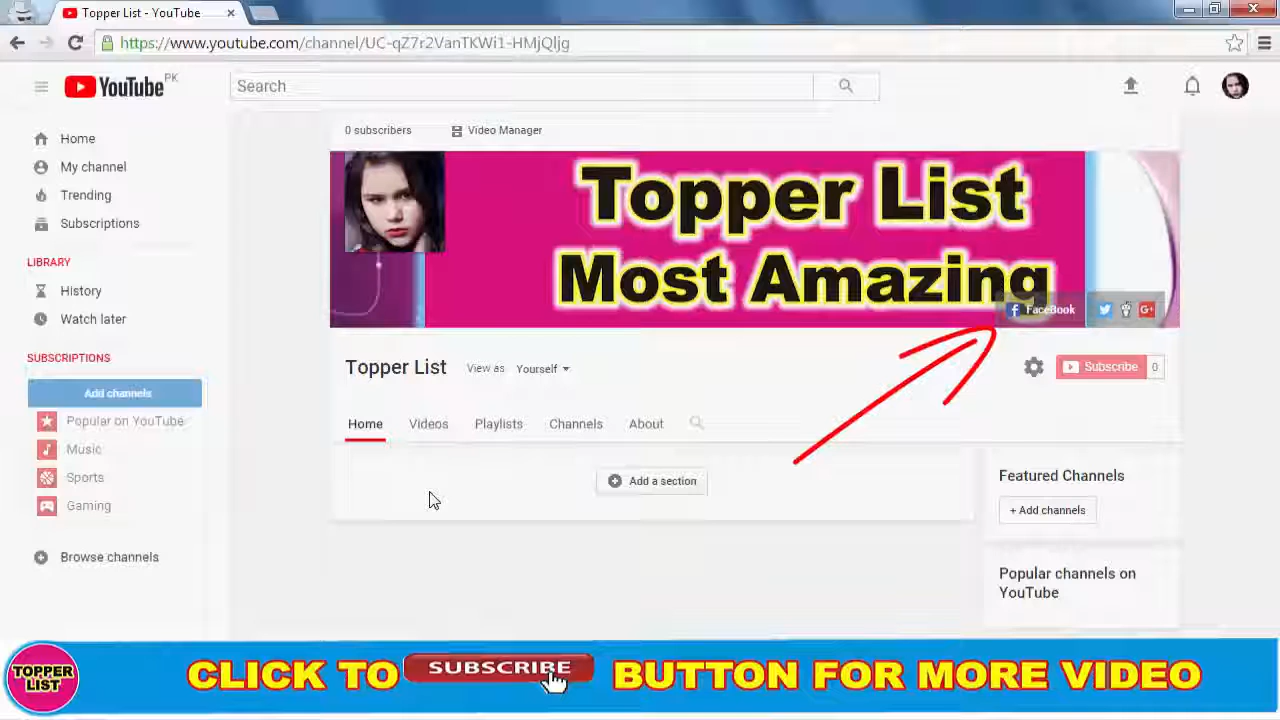 Topper List - YouTube
https://www.youtube.com/channel/UC-qZ7r2VanTKWi1-HMjQljg
YouTube PK
Search
0 subscribers
Video Manager
Home
My channel
Trending
Subscriptions
LIBRARY
History
Watch later
SUBSCRIPTIONS
Add channels
Popular on YouTube
Music
Sports
Gaming
Browse channels
Topper List
Most Amazing
FaceBook
Topper List
View as Yourself
Subscribe 0
Home Videos Playlists Channels About
Add a section
Featured Channels
+ Add channels
Popular channels on
YouTube
TOPPER
LIST
CLICK TO SUBSCRIBE BUTTON FOR MORE VIDEO